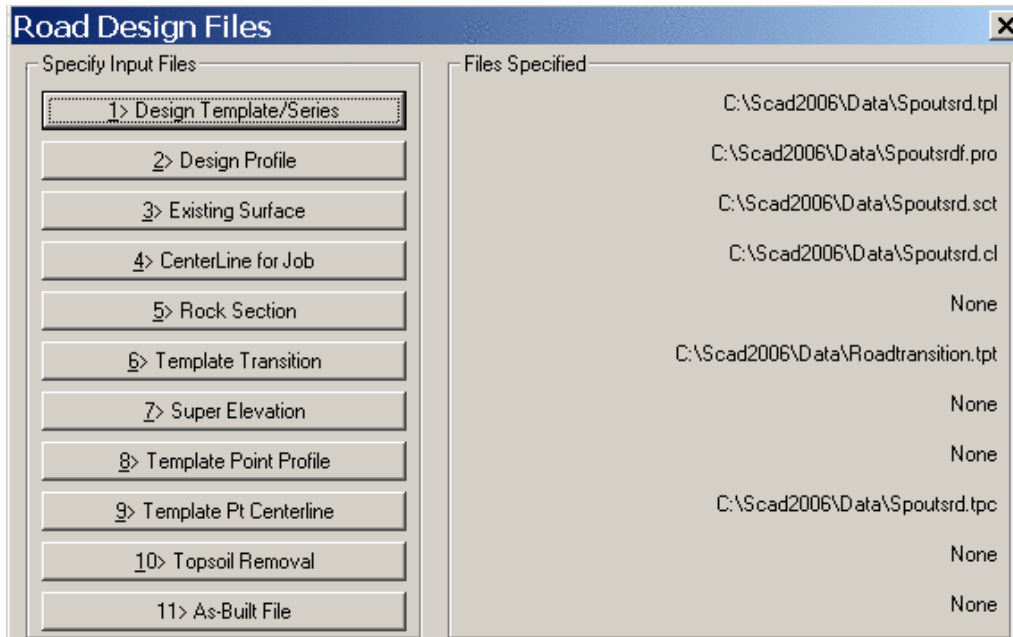 Road Design Files
Specify Input Files
Files Specified
1> Design Template/Series
C:\Scad2006\Data\Spoutsrd.tpl
2> Design Profile
C:\Scad2006\Data\Spoutsrdf.pro
3> Existing Surface
C:\Scad2006\Data\Spoutsrd.sct
4> CenterLine for Job
C:\Scad2006\Data\Spoutsrd.cl
5> Rock Section
None
6> Template Transition
C:\Scad2006\Data\Roadtransition.tpt
7> Super Elevation
None
8> Template Point Profile
None
9> Template Pt Centerline
C:\Scad2006\Data\Spoutsrd.tpc
10> Topsoil Removal
None
11> As-Built File
None